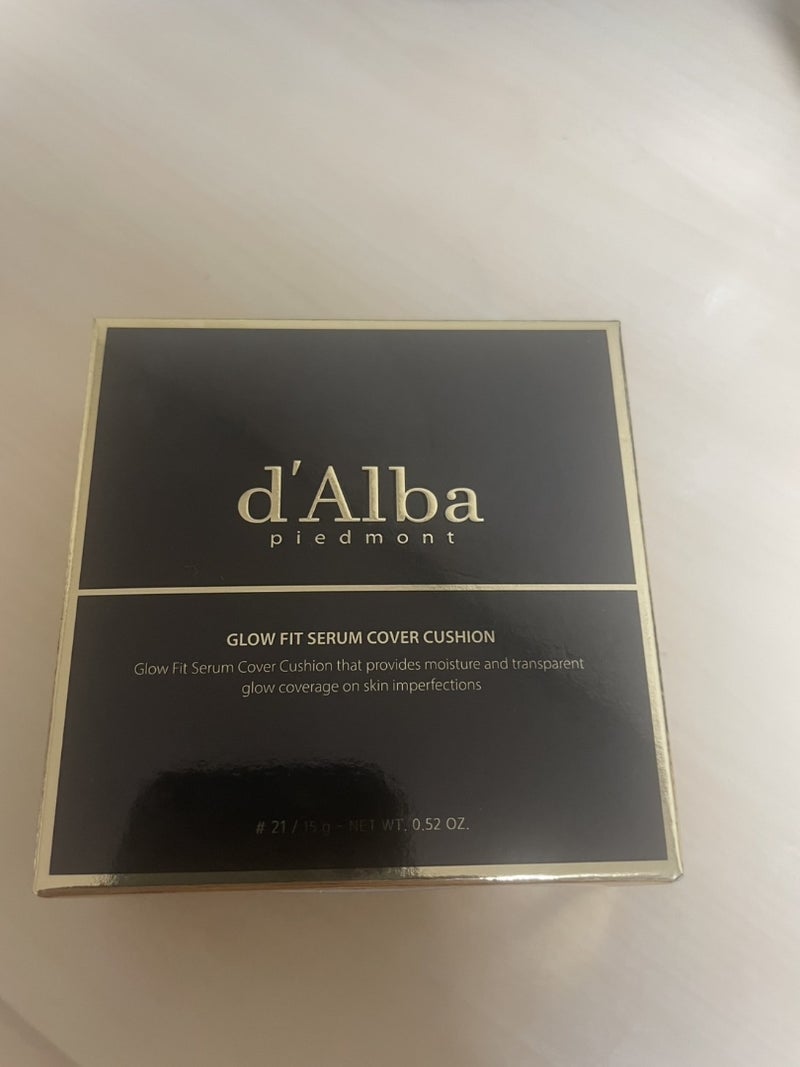 d'Alba
piedmont
GLOW FIT SERUM COVER CUSHION
Glow Fit Serum Cover Cushion that provides moisture and transparent
glow coverage on skin imperfections
# 21 / 15 g - NET WT. 0.52 OZ.